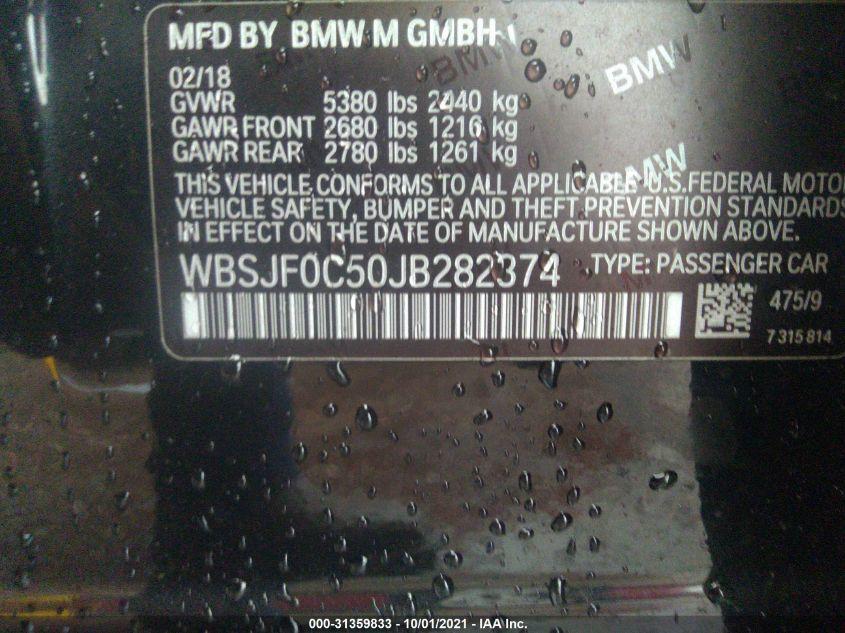 MFD BY BMW M GMBH
BMW BMW
02/18
GVWR 5380 lbs 2440 kg
GAWR FRONT 2680 lbs 1216 kg
GAWR REAR 2780 lbs 1261 kg
BMW
THIS VEHICLE CONFORMS TO ALL APPLICABLE U.S.FEDERAL MOTOR
VEHICLE SAFETY, BUMPER AND THEFT PREVENTION STANDARDS
IN EFFECT ON THE DATE OF MANUFACTURE SHOWN ABOVE.
WBSJF0C50JB282374 TYPE: PASSENGER CAR
475/9
7 315 814
000-31359833 - 10/01/2021 - IAA Inc.